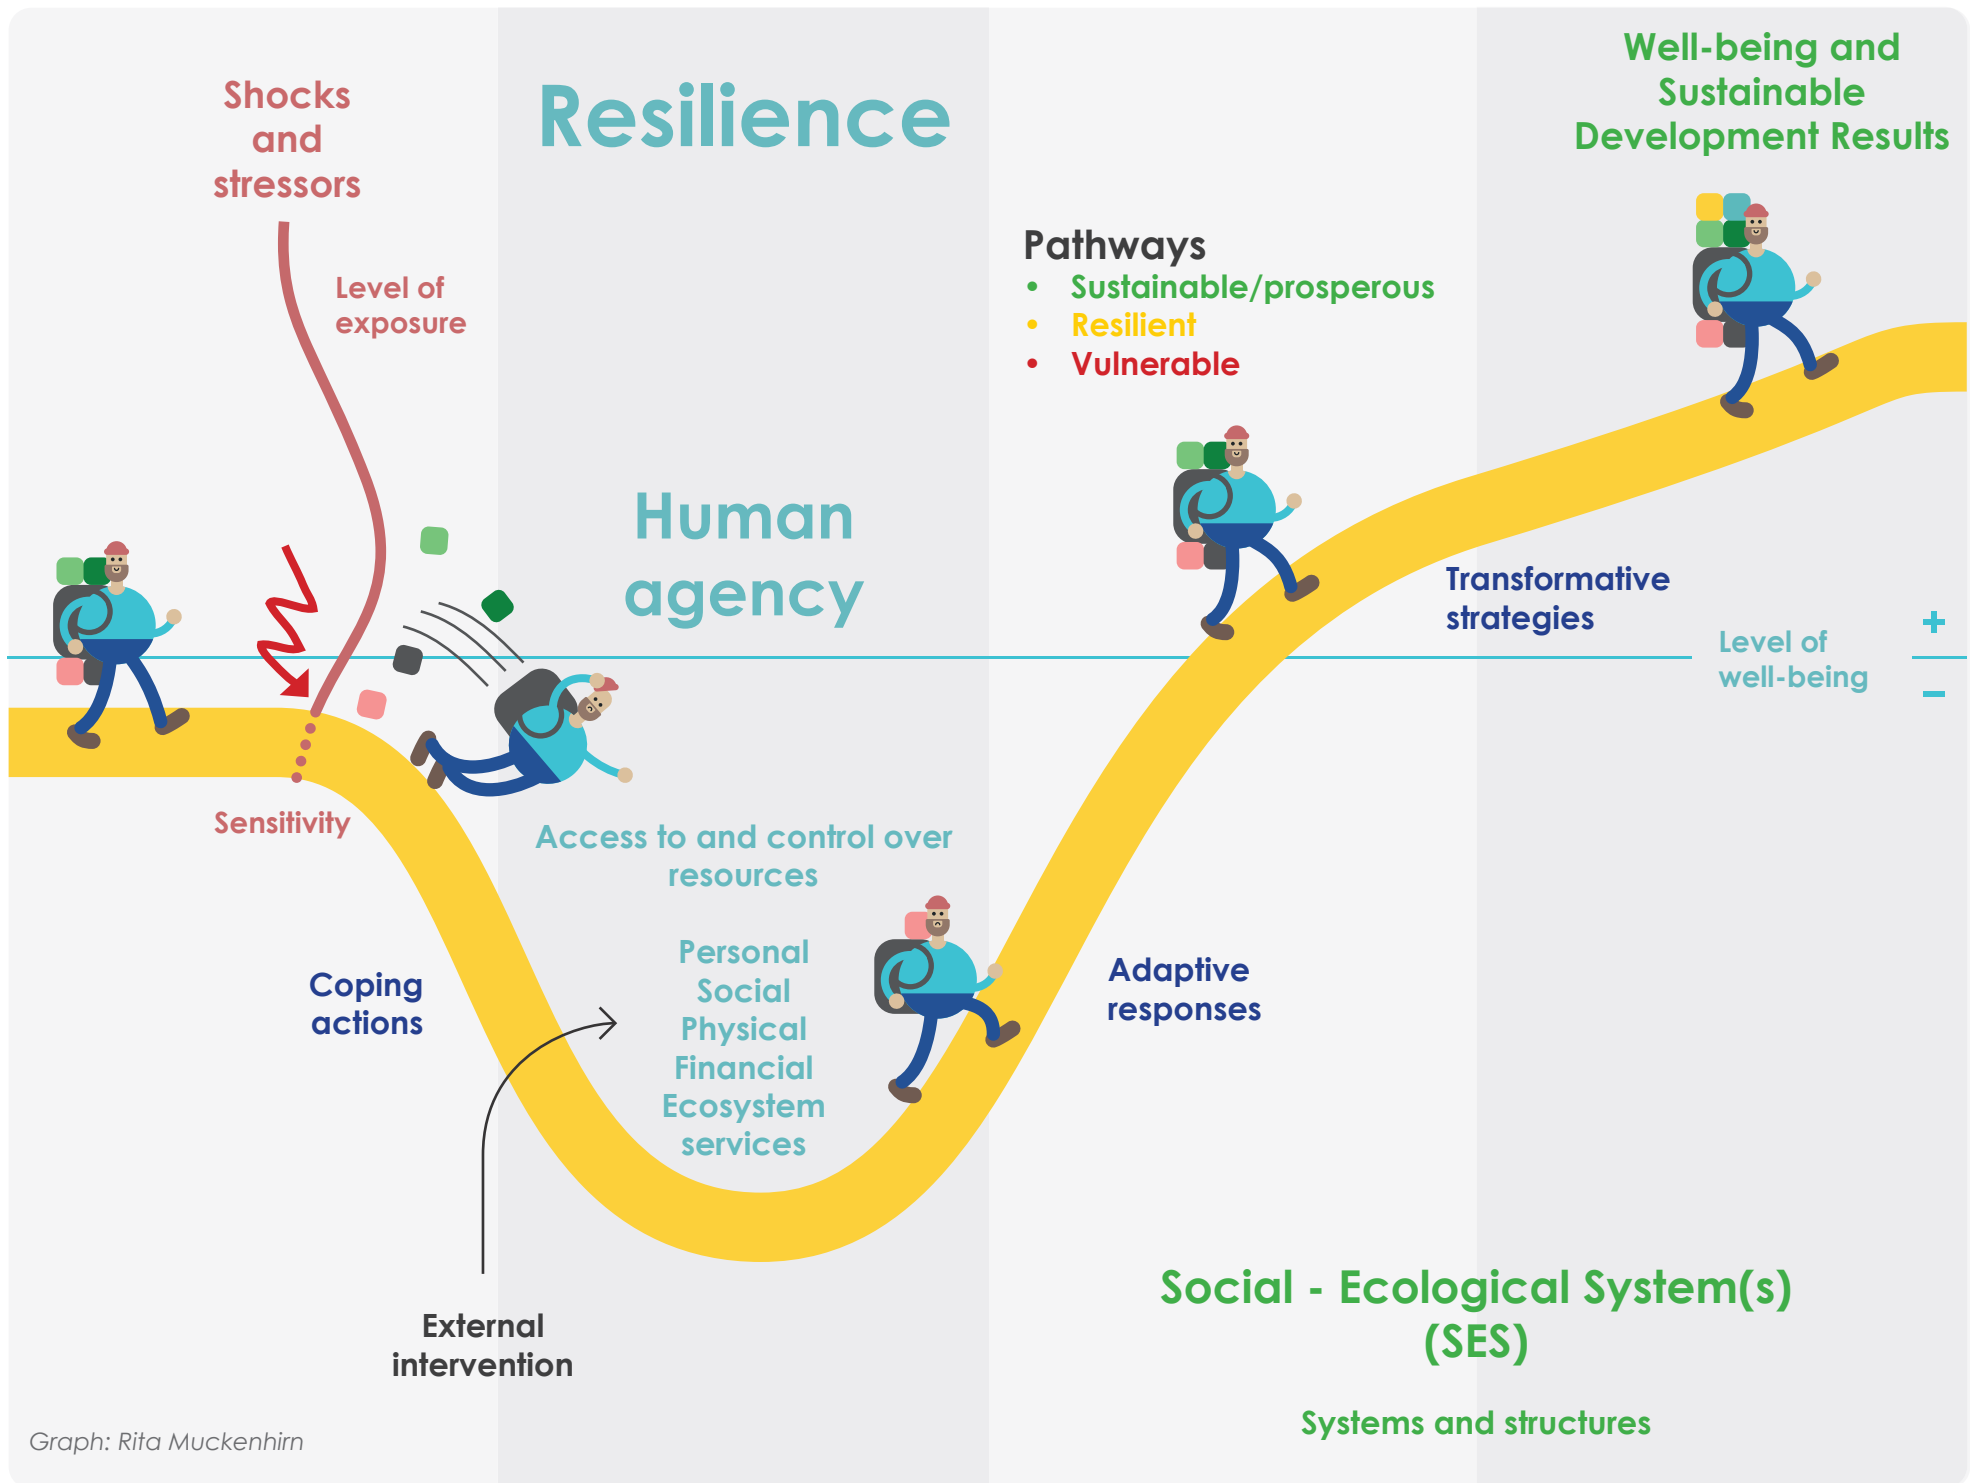 Shocks
and
stressors
Level of
exposure
Sensitivity
Resilience
Human
agency
Access to and control over
resources
Personal
Social
Physical
Financial
Ecosystem
services
Coping
actions
External
intervention
Pathways
• Sustainable/prosperous
• Resilient
• Vulnerable
Adaptive
responses
Transformative
strategies
Well-being and
Sustainable
Development Results
Level of
well-being
+
−
Social - Ecological System(s)
(SES)
Systems and structures
Graph: Rita Muckenhirn